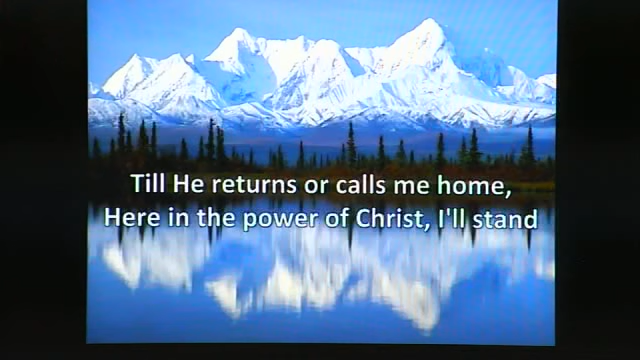 Till He returns or calls me home,
Here in the power of Christ, I'll stand